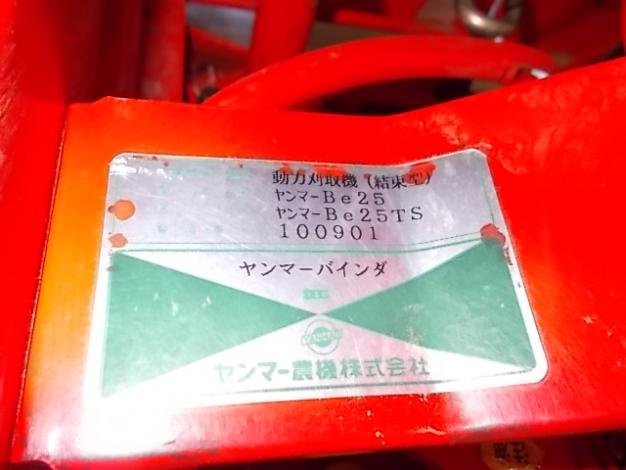 動力刈取機(結束型)
ヤンマーBe25
ヤンマーBe25TS
100901
ヤンマーバインダ
ヤンマー農機株式会社